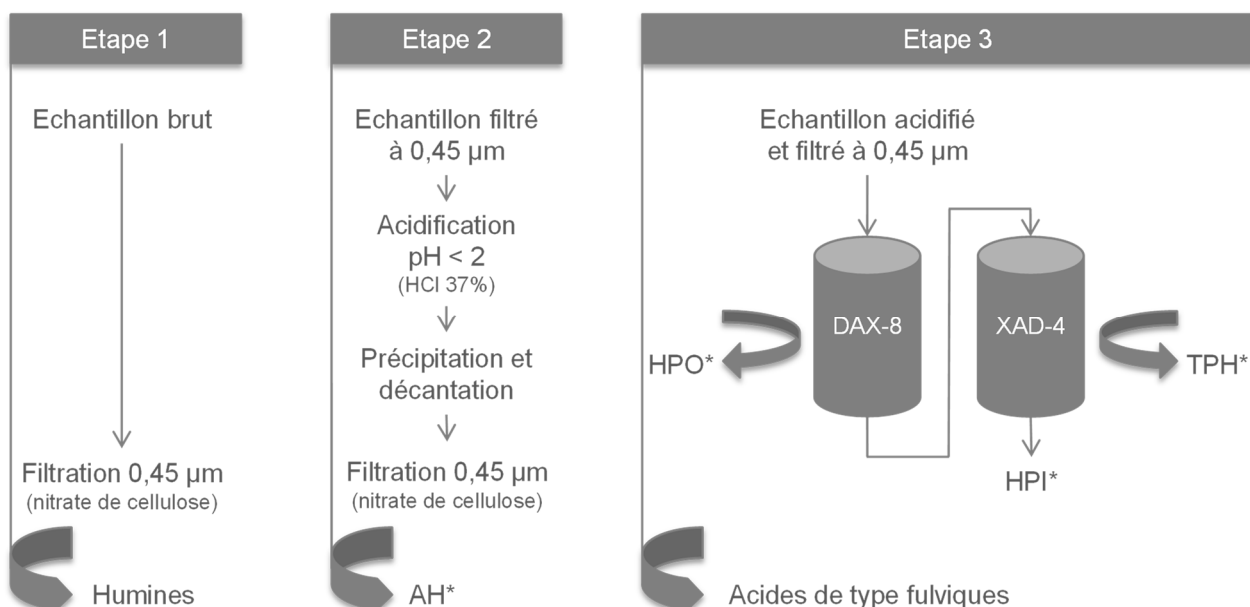 Etape 1
Echantillon brut
Filtration 0,45 µm
(nitrate de cellulose)
Humines
Etape 2
Echantillon filtré
à 0,45 µm
Acidification
pH < 2
(HCl 37%)
Précipitation et
décantation
Filtration 0,45 µm
(nitrate de cellulose)
AH*
Etape 3
Echantillon acidifié
et filtré à 0,45 µm
DAX-8
XAD-4
HPO*
TPH*
HPI*
Acides de type fulviques